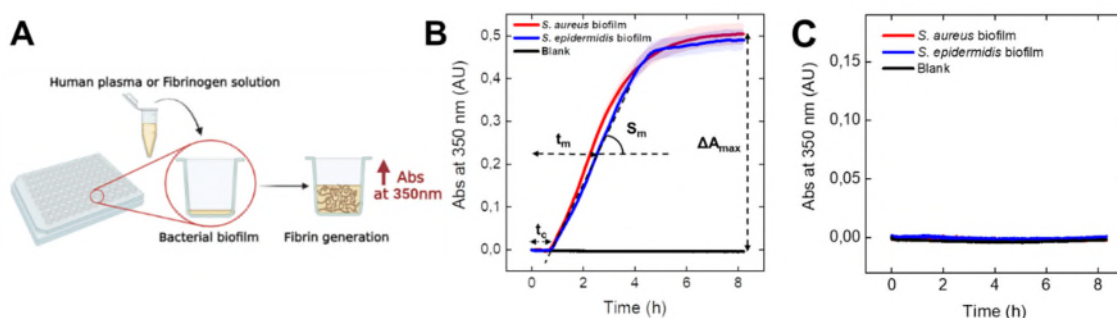 A
Human plasma or Fibrinogen solution
Abs
at 350nm
Bacterial biofilm
Fibrin generation
B
Abs at 350 nm (AU)
0,5
0,4
0,3
0,2
0,1
0,0
S. aureus biofilm
S. epidermidis biofilm
Blank
tm
Sm
ΔAmax
tc
0 2 4 6 8
Time (h)
C
Abs at 350 nm (AU)
0,15
0,10
0,05
0,00
S. aureus biofilm
S. epidermidis biofilm
Blank
0 2 4 6 8
Time (h)